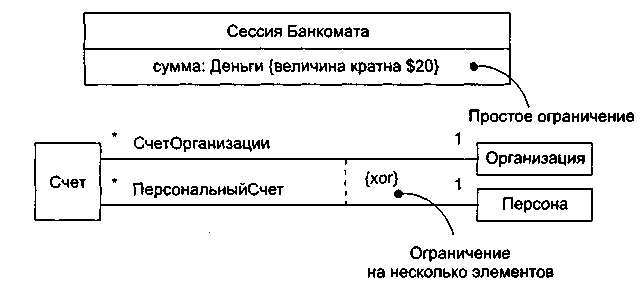 Сессия Банкомата
сумма: Деньги {величина кратна $20}
Простое ограничение
* СчетОрганизации 1
Организация
Счет
* ПерсональныйСчет {xor} 1
Персона
Ограничение
на несколько элементов